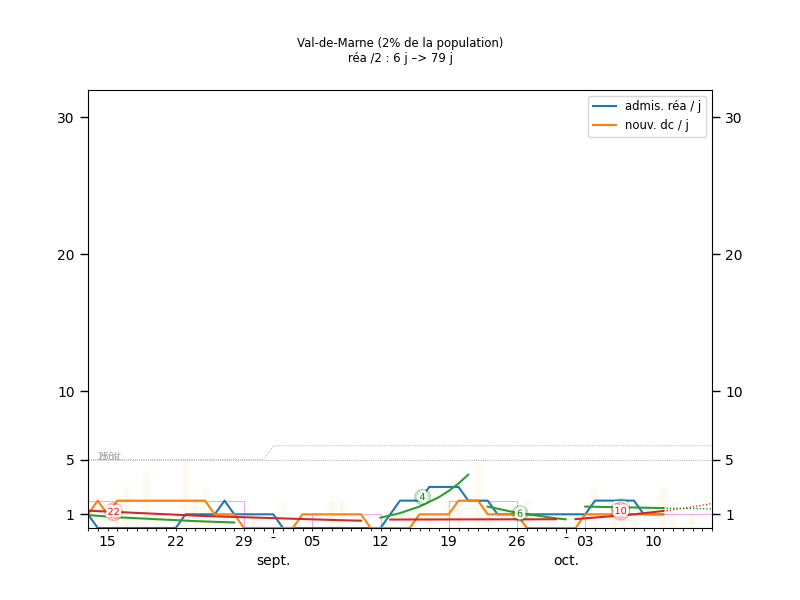 Val-de-Marne (2% de la population)
réa /2 : 6 j –> 79 j
admis. réa / j
nouv. dc / j
30 30
20 20
10 10
5 5
1 1
22
4
6
10
15 22 29 - 05 12 19 26 - 03 10
sept. oct.